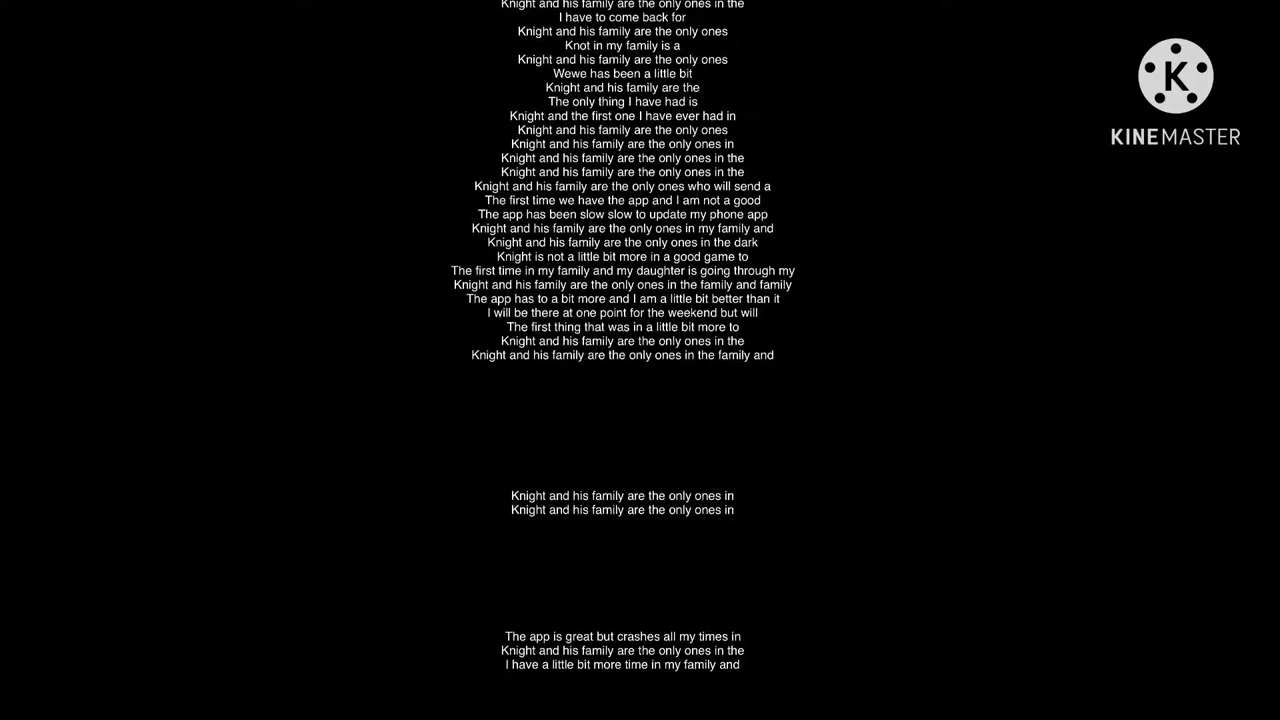 Knight and his family are the only ones in the
I have to come back for
Knight and his family are the only ones
Knot in my family is a
Knight and his family are the only ones
Wewe has been a little bit
Knight and his family are the
The only thing I have had is
Knight and the first one I have ever had in
Knight and his family are the only ones
Knight and his family are the only ones in
Knight and his family are the only ones in the
Knight and his family are the only ones in the
Knight and his family are the only ones who will send a
The first time we have the app and I am not a good
The app has been slow slow to update my phone app
Knight and his family are the only ones in my family and
Knight and his family are the only ones in the dark
Knight is not a little bit more in a good game to
The first time in my family and my daughter is going through my
Knight and his family are the only ones in the family and family
The app has to a bit more and I am a little bit better than it
I will be there at one point for the weekend but will
The first thing that was in a little bit more to
Knight and his family are the only ones in the
Knight and his family are the only ones in the family and
Knight and his family are the only ones in
Knight and his family are the only ones in
The app is great but crashes all my times in
Knight and his family are the only ones in the
I have a little bit more time in my family and
K
KINEMASTER